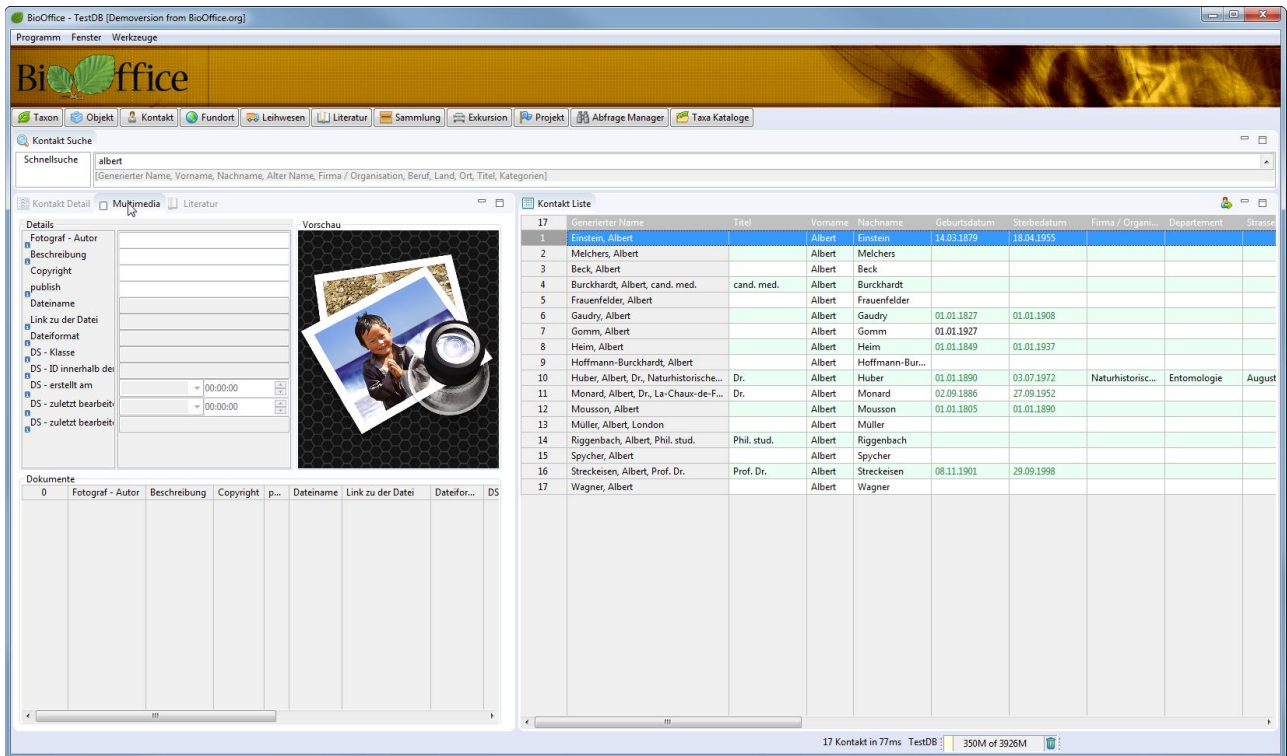 BioOffice - TestDB [Demoversion from BioOffice.org]
Programm Fenster Werkzeuge
BioOffice
Taxon Objekt Kontakt Fundort Leihwesen Literatur Sammlung Exkursion Projekt Abfrage Manager Taxa Kataloge
Kontakt Suche
Schnellsuche albert
[Generierter Name, Vorname, Nachname, Alter Name, Firma / Organisation, Beruf, Land, Ort, Titel, Kategorien]
Kontakt Detail Multimedia Literatur
Details
Fotograf - Autor
Beschreibung
Copyright
publish
Dateiname
Link zu der Datei
Dateiformat
DS - Klasse
DS - ID innerhalb der
DS - erstellt am 00:00:00
DS - zuletzt bearbeit 00:00:00
DS - zuletzt bearbeit
Vorschau
Dokumente
0 Fotograf - Autor Beschreibung Copyright p... Dateiname Link zu der Datei Dateifor... DS
Kontakt Liste
17 Generierter Name Titel Vorname Nachname Geburtsdatum Sterbedatum Firma / Organi... Departement Strasse
1 Einstein, Albert Albert Einstein 14.03.1879 18.04.1955
2 Melchers, Albert Albert Melchers
3 Beck, Albert Albert Beck
4 Burckhardt, Albert, cand. med. cand. med. Albert Burckhardt
5 Frauenfelder, Albert Albert Frauenfelder
6 Gaudry, Albert Albert Gaudry 01.01.1827 01.01.1908
7 Gomm, Albert Albert Gomm 01.01.1927
8 Heim, Albert Albert Heim 01.01.1849 01.01.1937
9 Hoffmann-Burckhardt, Albert Albert Hoffmann-Bur...
10 Huber, Albert, Dr., Naturhistorische... Dr. Albert Huber 01.01.1890 03.07.1972 Naturhistorisc... Entomologie August
11 Monard, Albert, Dr., La-Chaux-de-F... Dr. Albert Monard 02.09.1886 27.09.1952
12 Mousson, Albert Albert Mousson 01.01.1805 01.01.1890
13 Müller, Albert, London Albert Müller
14 Riggenbach, Albert, Phil. stud. Phil. stud. Albert Riggenbach
15 Spycher, Albert Albert Spycher
16 Streckeisen, Albert, Prof. Dr. Prof. Dr. Albert Streckeisen 08.11.1901 29.09.1998
17 Wagner, Albert Albert Wagner
17 Kontakt in 77ms TestDB 350M of 3926M